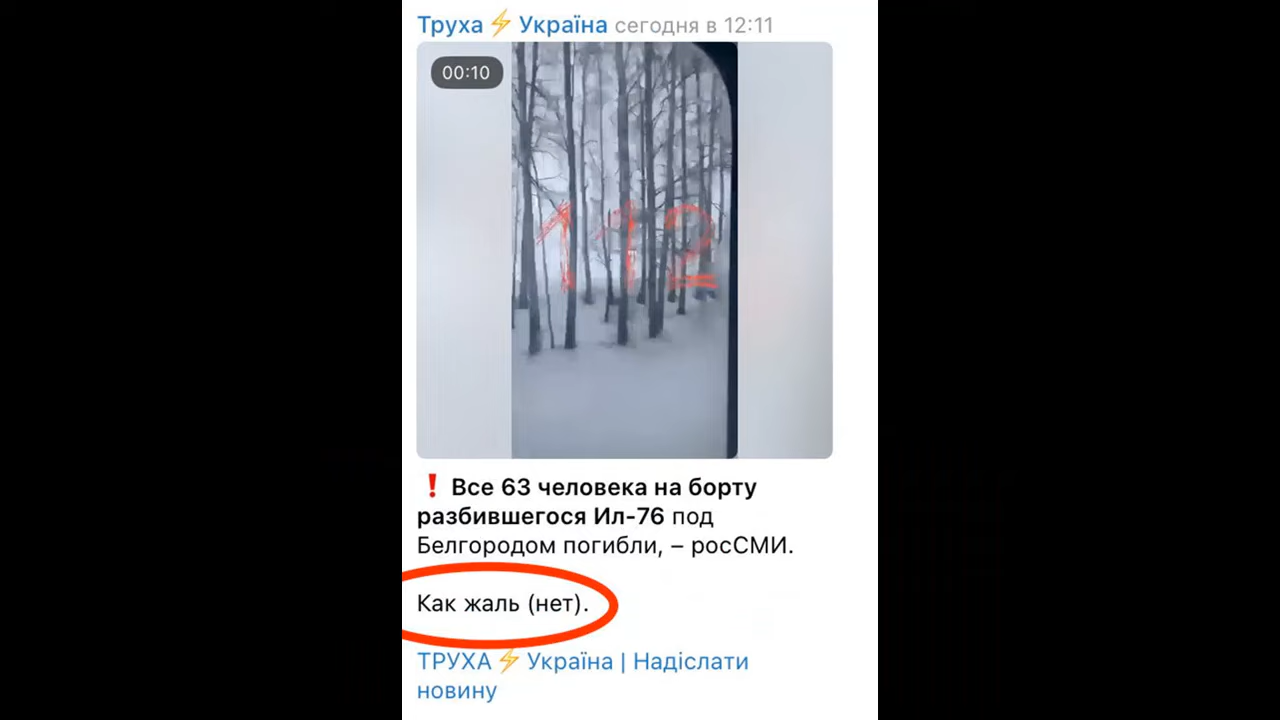 Труха⚡Україна сегодня в 12:11
00:10
112
❗Все 63 человека на борту
разбившегося Ил-76 под
Белгородом погибли, – росСМИ.
Как жаль (нет).
ТРУХА⚡Україна | Надіслати
новину